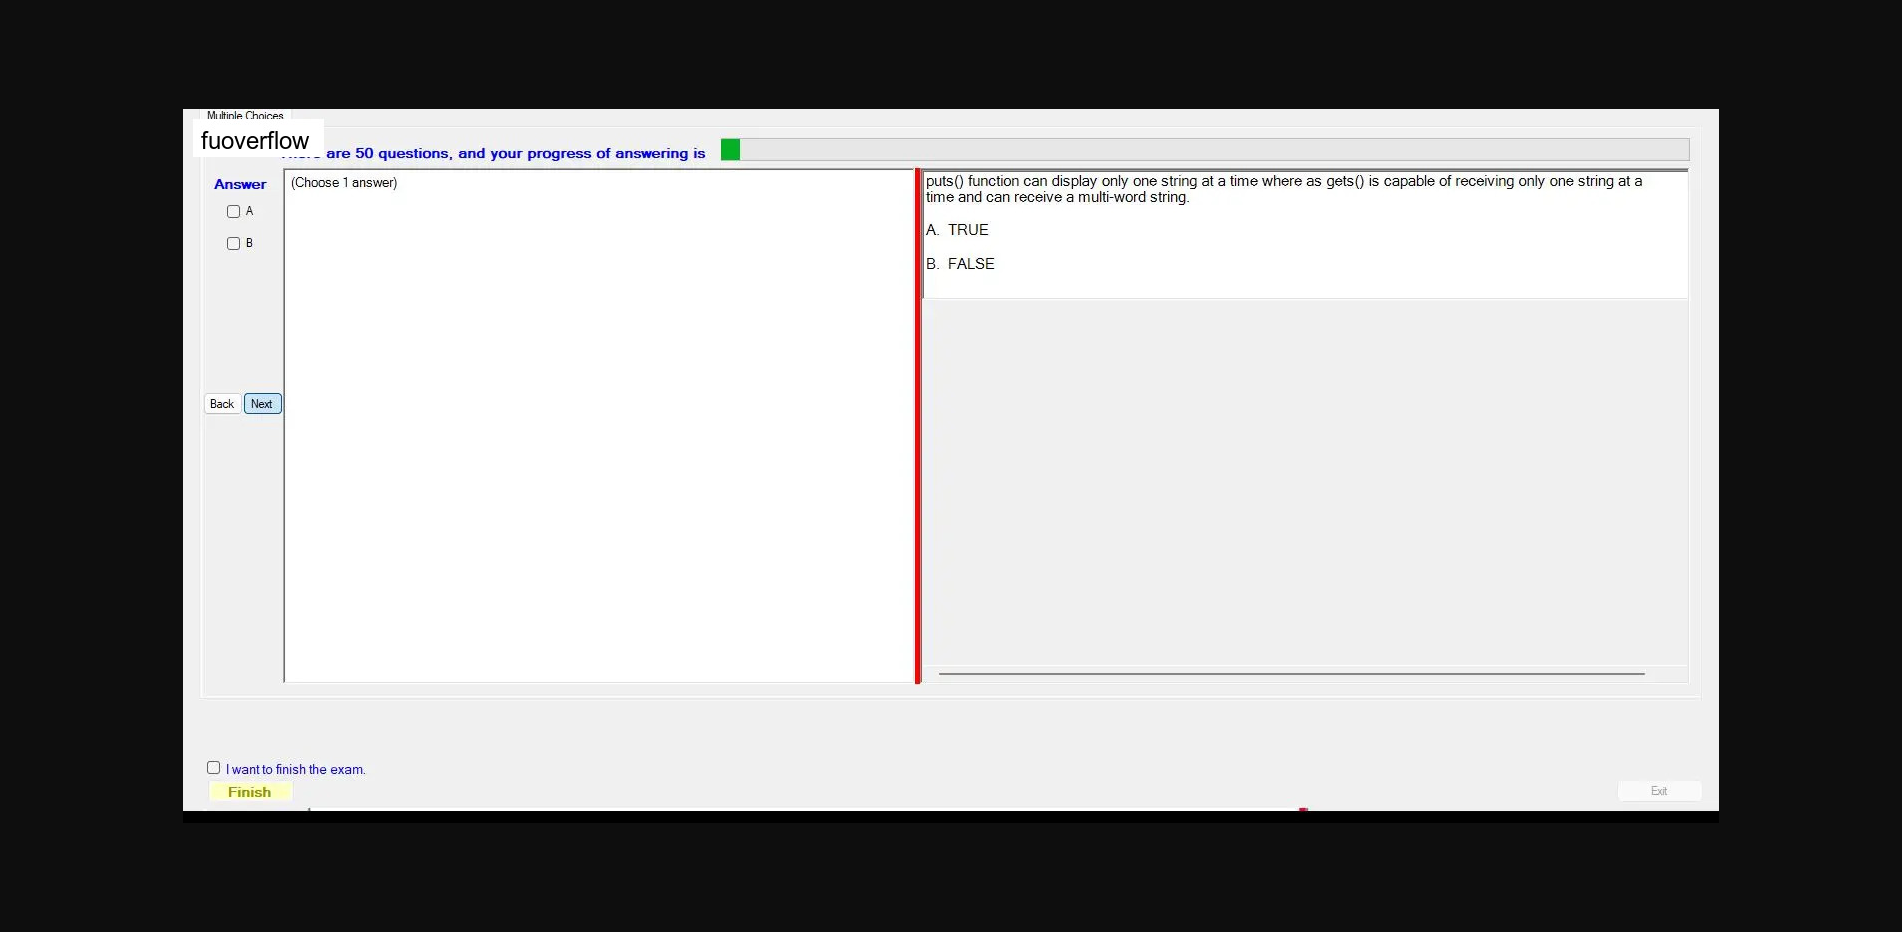 Multiple Choices
fuoverflow
are 50 questions, and your progress of answering is
Answer
(Choose 1 answer)
puts() function can display only one string at a time where as gets() is capable of receiving only one string at a
time and can receive a multi-word string.
A
A. TRUE
B
B. FALSE
Back
Next
I want to finish the exam.
Finish
Exit